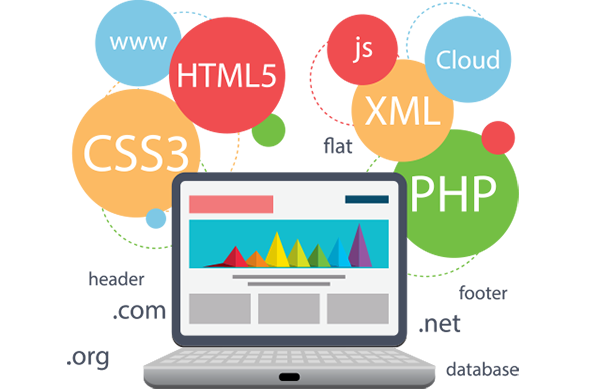 www
HTML5
js
Cloud
XML
CSS3
flat
PHP
header
.com
footer
.net
.org
database